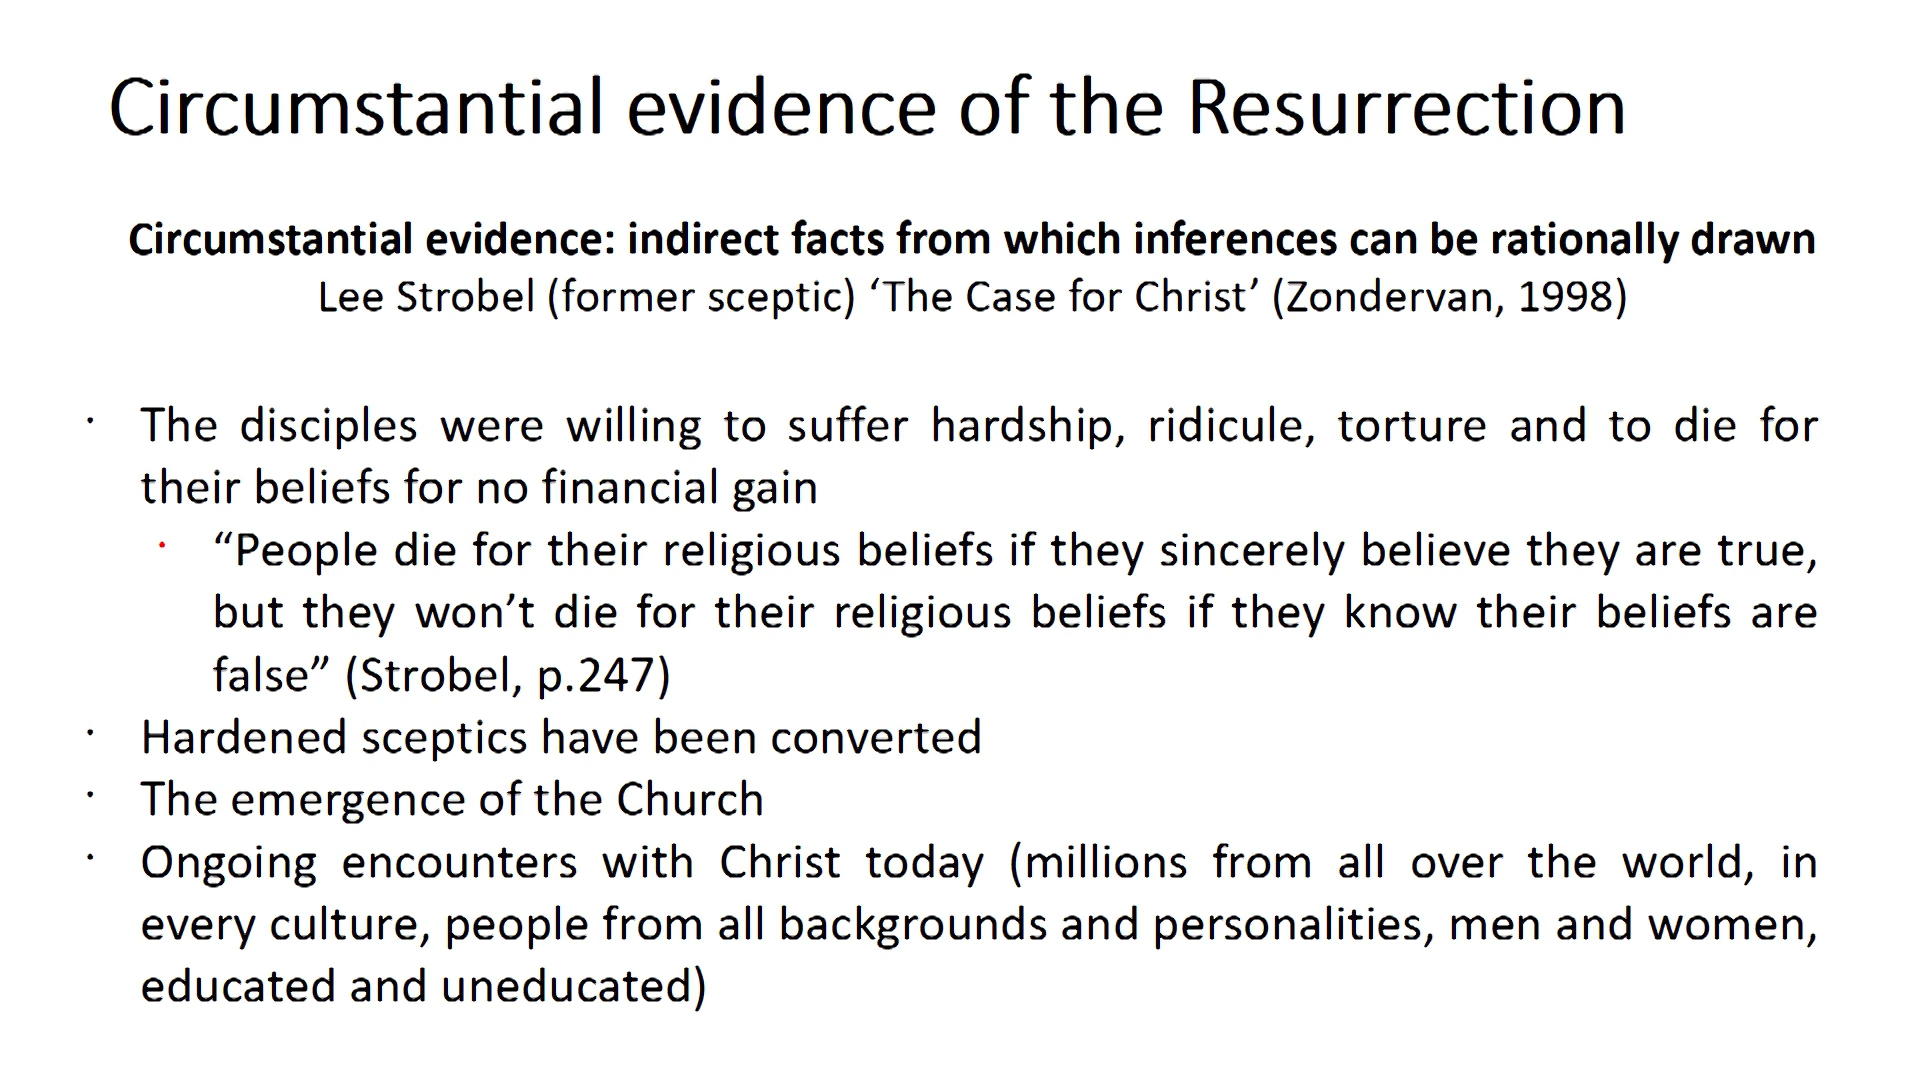 Circumstantial evidence of the Resurrection
Circumstantial evidence: indirect facts from which inferences can be rationally drawn
Lee Strobel (former sceptic) ‘The Case for Christ’ (Zondervan, 1998)
· The disciples were willing to suffer hardship, ridicule, torture and to die for
their beliefs for no financial gain
· “People die for their religious beliefs if they sincerely believe they are true,
but they won’t die for their religious beliefs if they know their beliefs are
false” (Strobel, p.247)
· Hardened sceptics have been converted
· The emergence of the Church
· Ongoing encounters with Christ today (millions from all over the world, in
every culture, people from all backgrounds and personalities, men and women,
educated and uneducated)